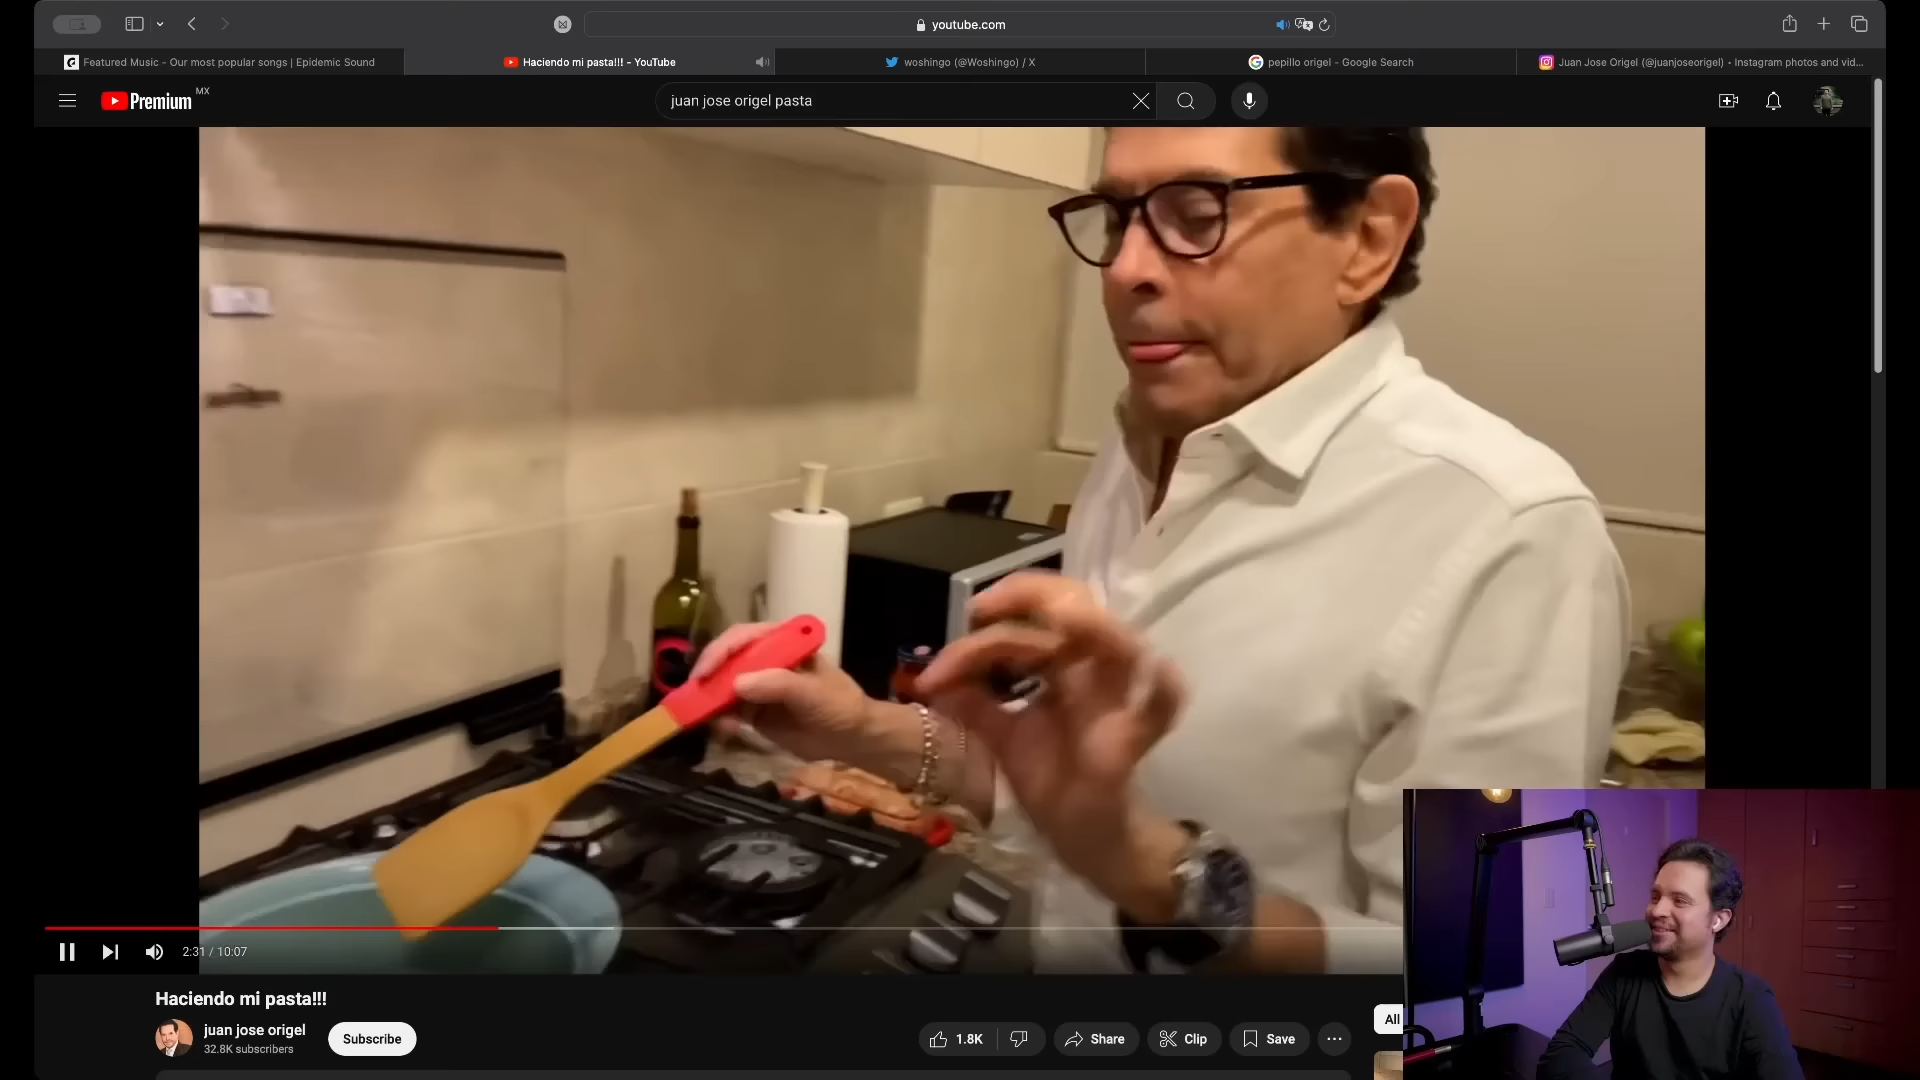 youtube.com
Featured Music - Our most popular songs | Epidemic Sound
Haciendo mi pasta!!! - YouTube
woshingo (@Woshingo) / X
pepillo origel - Google Search
Juan Jose Origel (@juanjoseorigel) • Instagram photos and vid...
Premium MX
juan jose origel pasta
2:31 / 10:07
Haciendo mi pasta!!!
juan jose origel
32.8K subscribers
Subscribe
1.8K
Share
Clip
Save
All